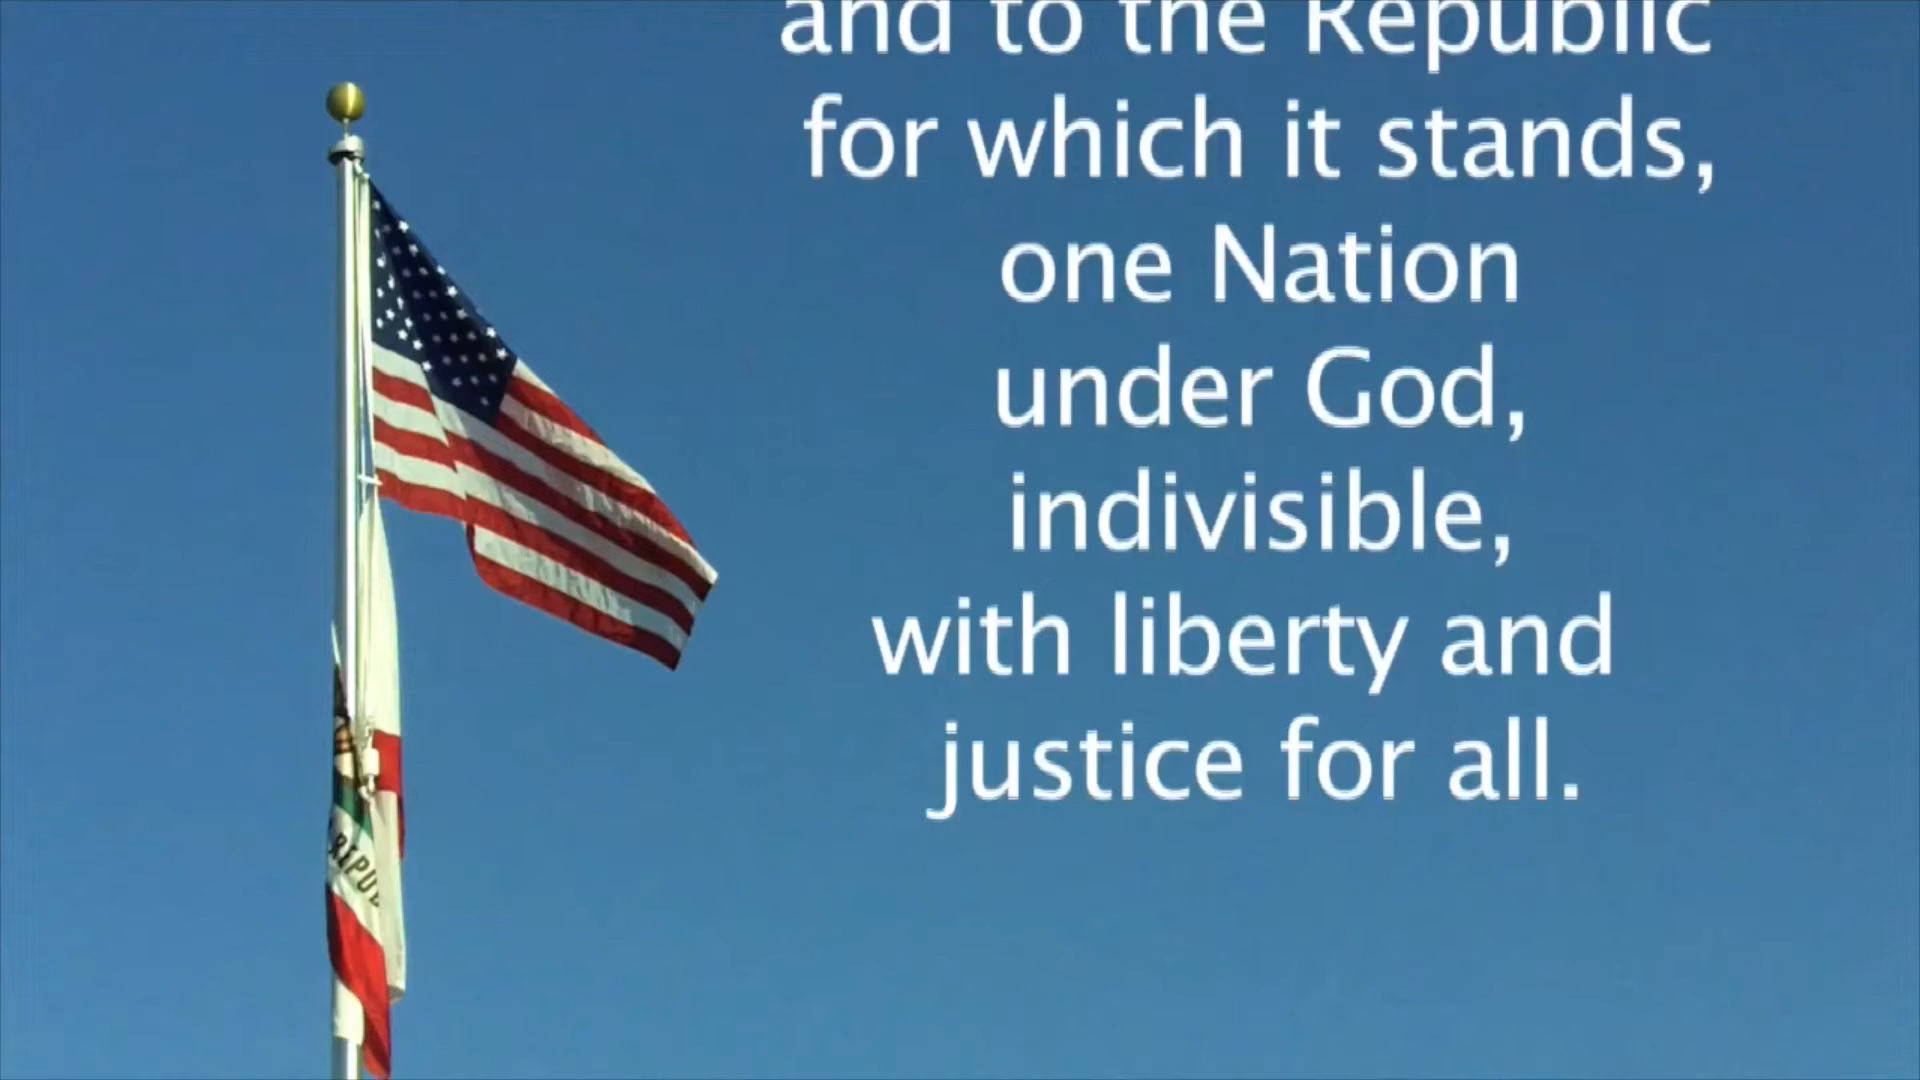 and to the Republic
for which it stands,
one Nation
under God,
indivisible,
with liberty and
justice for all.
REPUB